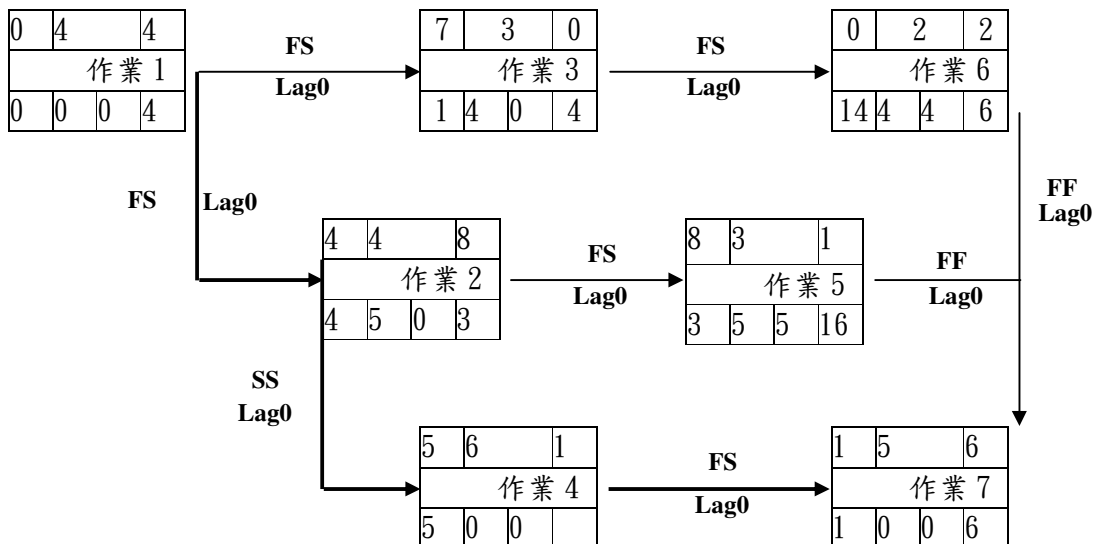 0 4 4
作業 1
0 0 0 4
FS
Lag0
7 3 0
作業 3
1 4 0 4
FS
Lag0
0 2 2
作業 6
14 4 4 6
FS Lag0
FF
Lag0
4 4 8
作業 2
4 5 0 3
FS
Lag0
8 3 1
作業 5
3 5 5 16
FF
Lag0
SS
Lag0
5 6 1
作業 4
5 0 0
FS
Lag0
1 5 6
作業 7
1 0 0 6